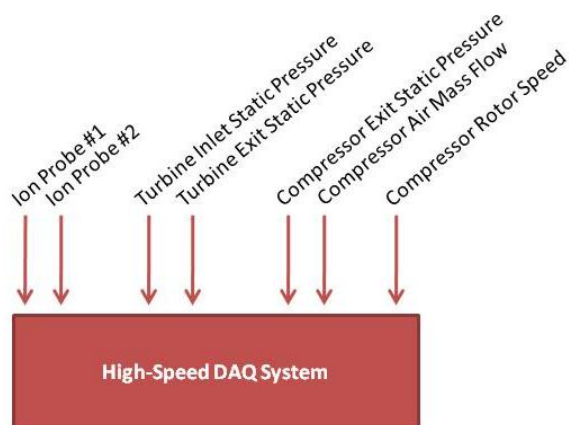 Ion Probe #1
Ion Probe #2
Turbine Inlet Static Pressure
Turbine Exit Static Pressure
Compressor Exit Static Pressure
Compressor Air Mass Flow
Compressor Rotor Speed
High-Speed DAQ System